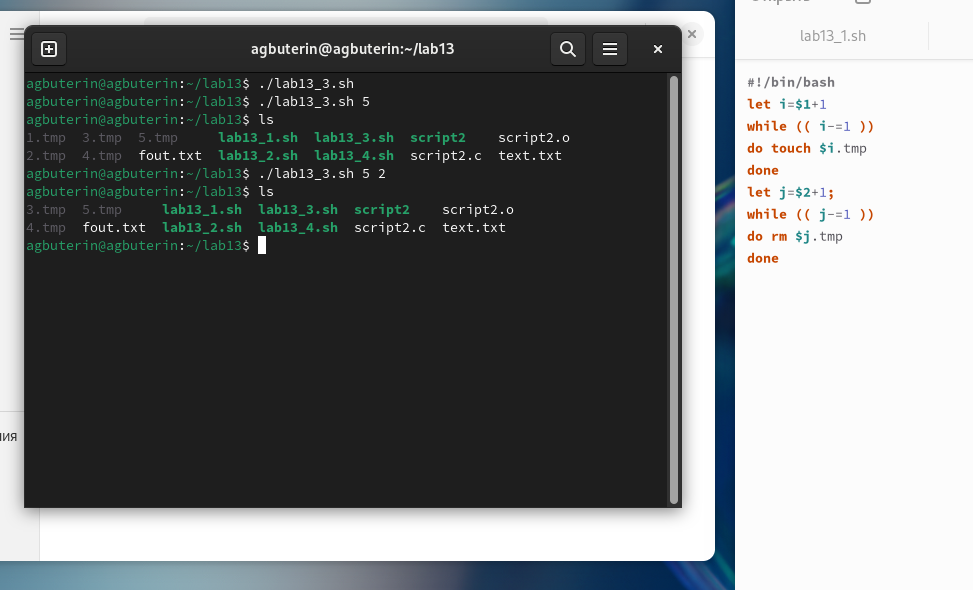 agbuterin@agbuterin:~/lab13
agbuterin@agbuterin:~/lab13$ ./lab13_3.sh
agbuterin@agbuterin:~/lab13$ ./lab13_3.sh 5
agbuterin@agbuterin:~/lab13$ ls
1.tmp 3.tmp 5.tmp lab13_1.sh lab13_3.sh script2 script2.o
2.tmp 4.tmp fout.txt lab13_2.sh lab13_4.sh script2.c text.txt
agbuterin@agbuterin:~/lab13$ ./lab13_3.sh 5 2
agbuterin@agbuterin:~/lab13$ ls
3.tmp 5.tmp lab13_1.sh lab13_3.sh script2 script2.o
4.tmp fout.txt lab13_2.sh lab13_4.sh script2.c text.txt
agbuterin@agbuterin:~/lab13$
lab13_1.sh
#!/bin/bash
let i=$1+1
while (( i-=1 ))
do touch $i.tmp
done
let j=$2+1;
while (( j-=1 ))
do rm $j.tmp
done